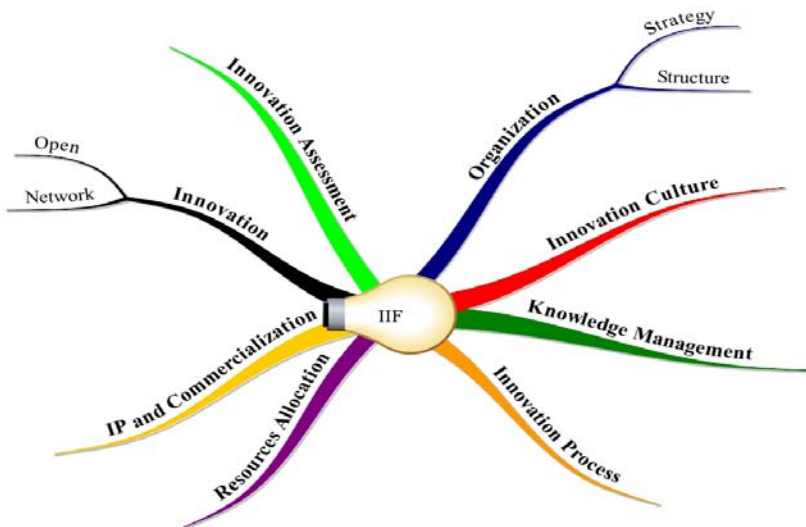 Strategy
Structure
Organization
Innovation Assessment
Open
Network
Innovation
Innovation Culture
IIF
Knowledge Management
IP and Commercialization
Resources Allocation
Innovation Process